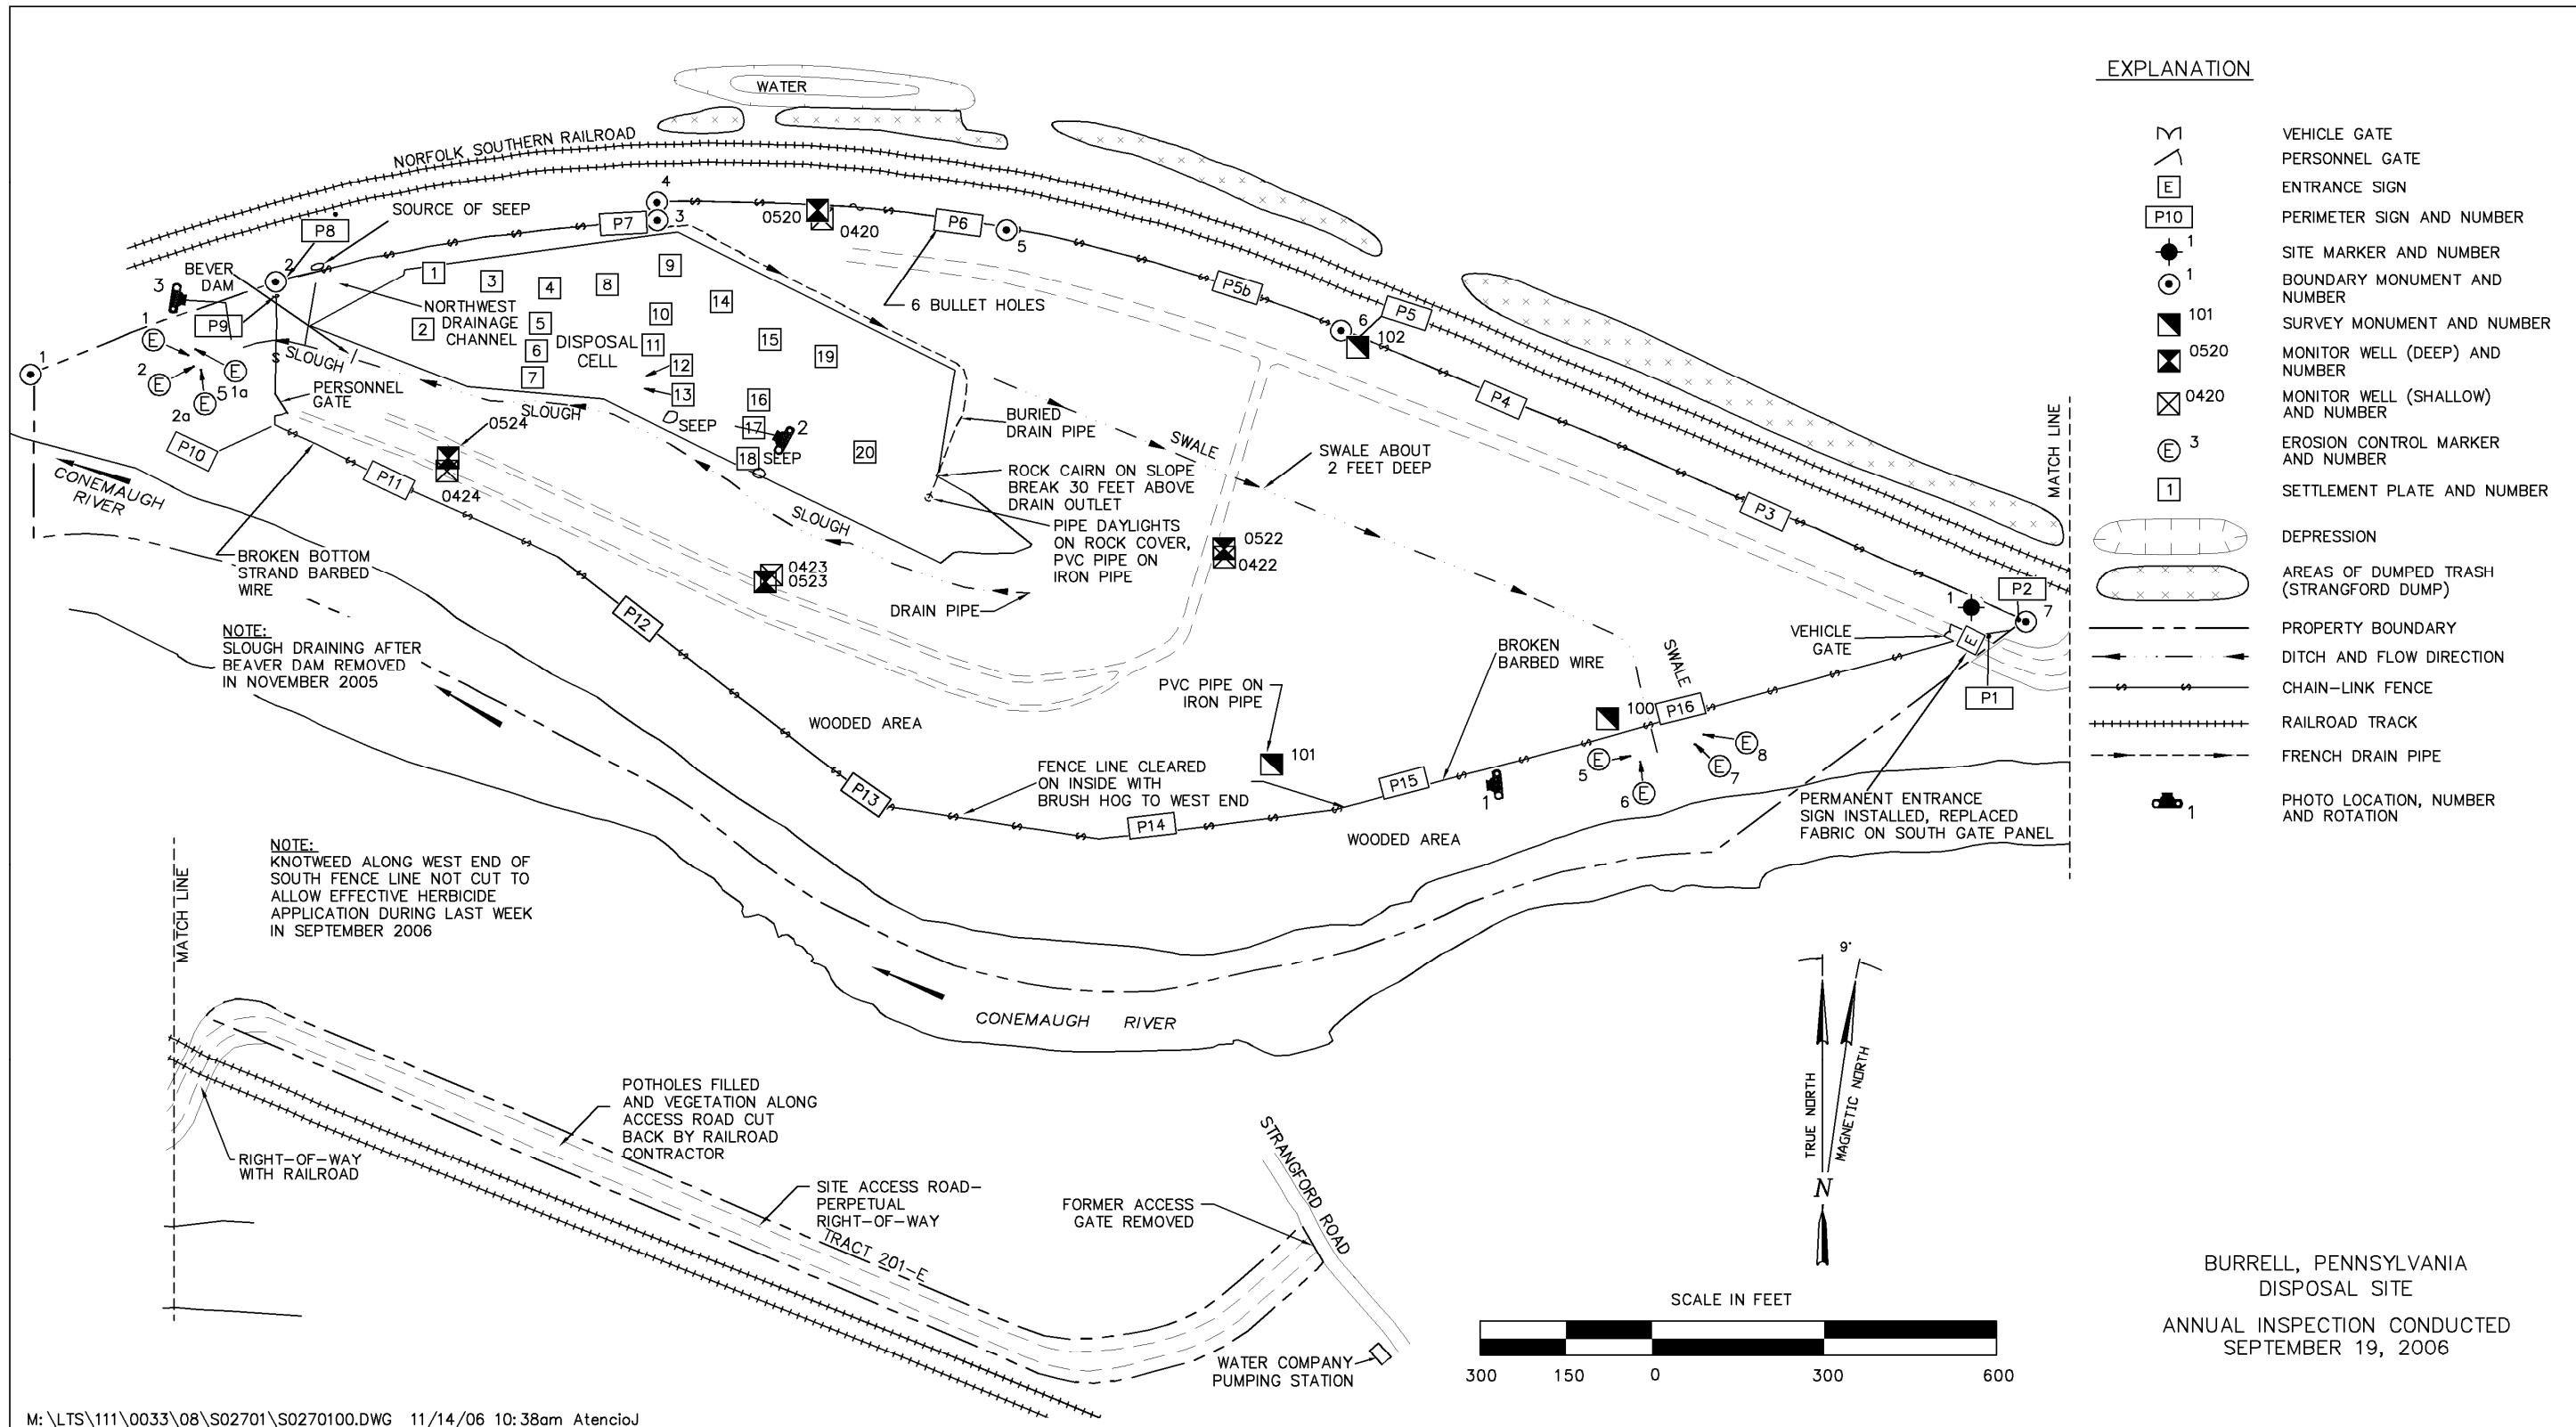 WATER
NORFOLK SOUTHERN RAILROAD
EXPLANATION
VEHICLE GATE
PERSONNEL GATE
E
ENTRANCE SIGN
P10
PERIMETER SIGN AND NUMBER
1
SITE MARKER AND NUMBER
1
BOUNDARY MONUMENT AND
NUMBER
101
SURVEY MONUMENT AND NUMBER
0520
MONITOR WELL (DEEP) AND
NUMBER
0420
MONITOR WELL (SHALLOW)
AND NUMBER
E
3
EROSION CONTROL MARKER
AND NUMBER
1
SETTLEMENT PLATE AND NUMBER
DEPRESSION
AREAS OF DUMPED TRASH
(STRANGFORD DUMP)
PROPERTY BOUNDARY
DITCH AND FLOW DIRECTION
CHAIN-LINK FENCE
RAILROAD TRACK
FRENCH DRAIN PIPE
1
PHOTO LOCATION, NUMBER
AND ROTATION
4
SOURCE OF SEEP
P8
P7
3
0520
0420
P6
5
BEVER
DAM
2
3
P9
NORTHWEST
DRAINAGE
CHANNEL
1
2
3
4
5
6
7
8
9
10
11
12
13
14
15
16
17
18
19
20
DISPOSAL
CELL
6 BULLET HOLES
P5b
6
P5
102
P4
P3
1
P2
7
MATCH LINE
1
1
E
2
E
2a
E
5
1a
E
SLOUGH
PERSONNEL
GATE
SLOUGH
SEEP
2
SEEP
BURIED
DRAIN PIPE
SWALE
SWALE ABOUT
2 FEET DEEP
ROCK CAIRN ON SLOPE
BREAK 30 FEET ABOVE
DRAIN OUTLET
PIPE DAYLIGHTS
ON ROCK COVER,
PVC PIPE ON
IRON PIPE
0524
0424
P10
P11
CONEMAUGH
RIVER
SLOUGH
0522
0422
0423
0523
DRAIN PIPE
BROKEN BOTTOM
STRAND BARBED
WIRE
P12
NOTE:
SLOUGH DRAINING AFTER
BEAVER DAM REMOVED
IN NOVEMBER 2005
VEHICLE
GATE
E
P1
SWALE
BROKEN
BARBED WIRE
PVC PIPE ON
IRON PIPE
100
P16
WOODED AREA
101
FENCE LINE CLEARED
ON INSIDE WITH
BRUSH HOG TO WEST END
P13
P14
P15
1
WOODED AREA
E
5
E
6
E
7
E
8
PERMANENT ENTRANCE
SIGN INSTALLED, REPLACED
FABRIC ON SOUTH GATE PANEL
NOTE:
KNOTWEED ALONG WEST END OF
SOUTH FENCE LINE NOT CUT TO
ALLOW EFFECTIVE HERBICIDE
APPLICATION DURING LAST WEEK
IN SEPTEMBER 2006
MATCH LINE
CONEMAUGH RIVER
9°
TRUE NORTH
MAGNETIC NORTH
N
POTHOLES FILLED
AND VEGETATION ALONG
ACCESS ROAD CUT
BACK BY RAILROAD
CONTRACTOR
RIGHT-OF-WAY
WITH RAILROAD
SITE ACCESS ROAD-
PERPETUAL
RIGHT-OF-WAY
TRACT 201-E
FORMER ACCESS
GATE REMOVED
STRANGFORD ROAD
WATER COMPANY
PUMPING STATION
SCALE IN FEET
300 150 0 300 600
BURRELL, PENNSYLVANIA
DISPOSAL SITE
ANNUAL INSPECTION CONDUCTED
SEPTEMBER 19, 2006
M:\LTS\111\0033\08\S02701\S0270100.DWG 11/14/06 10:38am AtencioJ